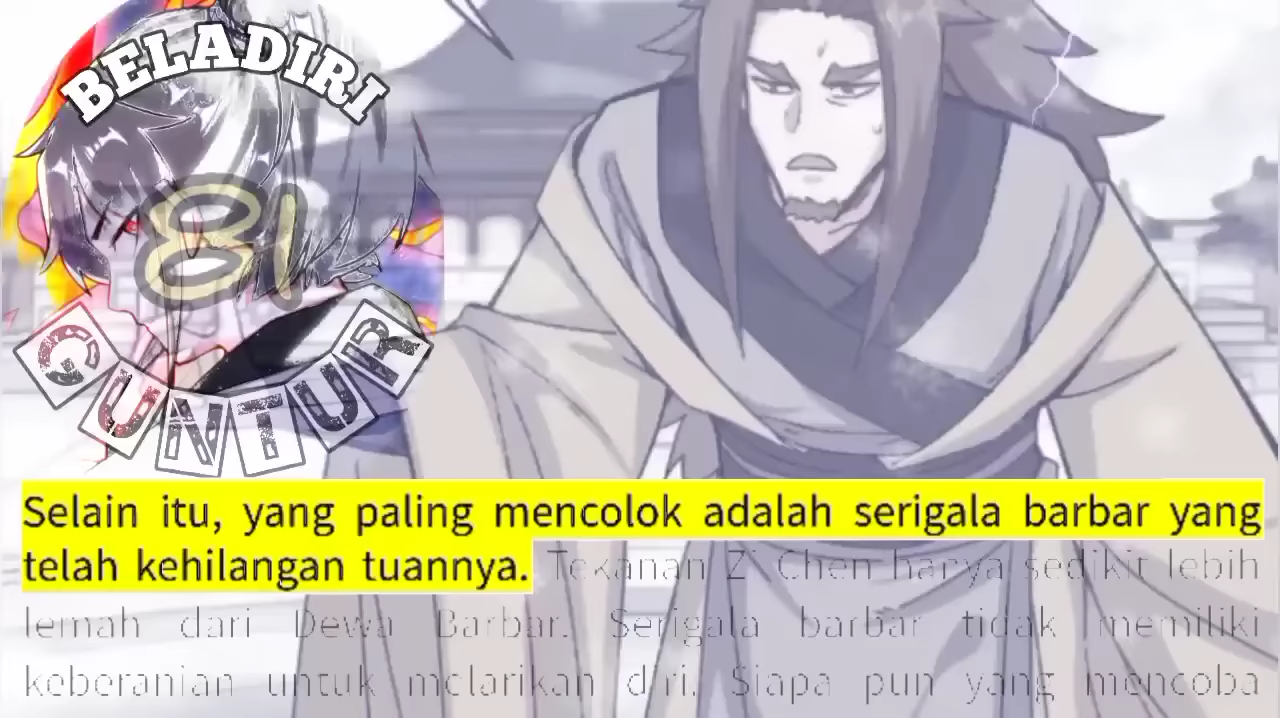 BELADIRI
81
GUNTUR
Selain itu, yang paling mencolok adalah serigala barbar yang
telah kehilangan tuannya. Tekanan Zi Chen hanya sedikit lebih
lemah dari Dewa Barbar. Serigala barbar tidak memiliki
keberanian untuk melarikan diri. Siapa pun yang mencoba